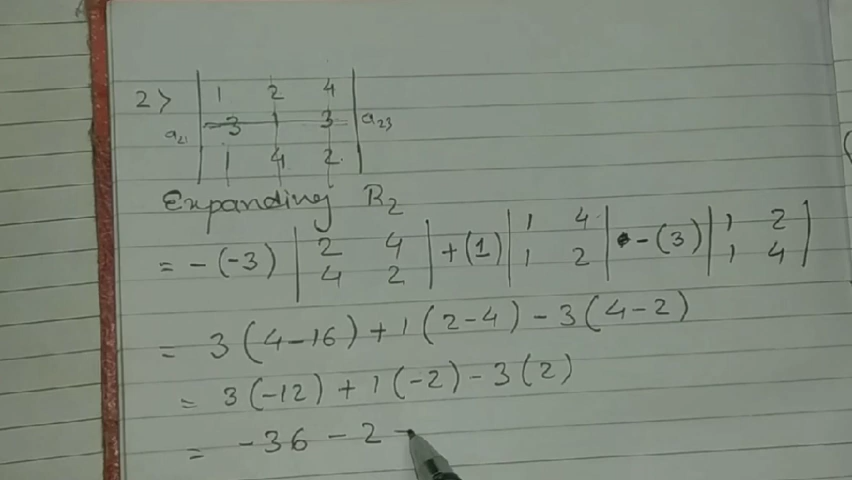 2> | 1 2 4 |
a21 | -3 1 3 | a23
| 1 4 2 |
Expanding R2
= -(-3) | 2 4 | +(1) | 1 4 | -(3) | 1 2 |
| 4 2 | | 1 2 | | 1 4 |
= 3(4-16) + 1(2-4) - 3(4-2)
= 3(-12) + 1(-2) - 3(2)
= -36 - 2 -